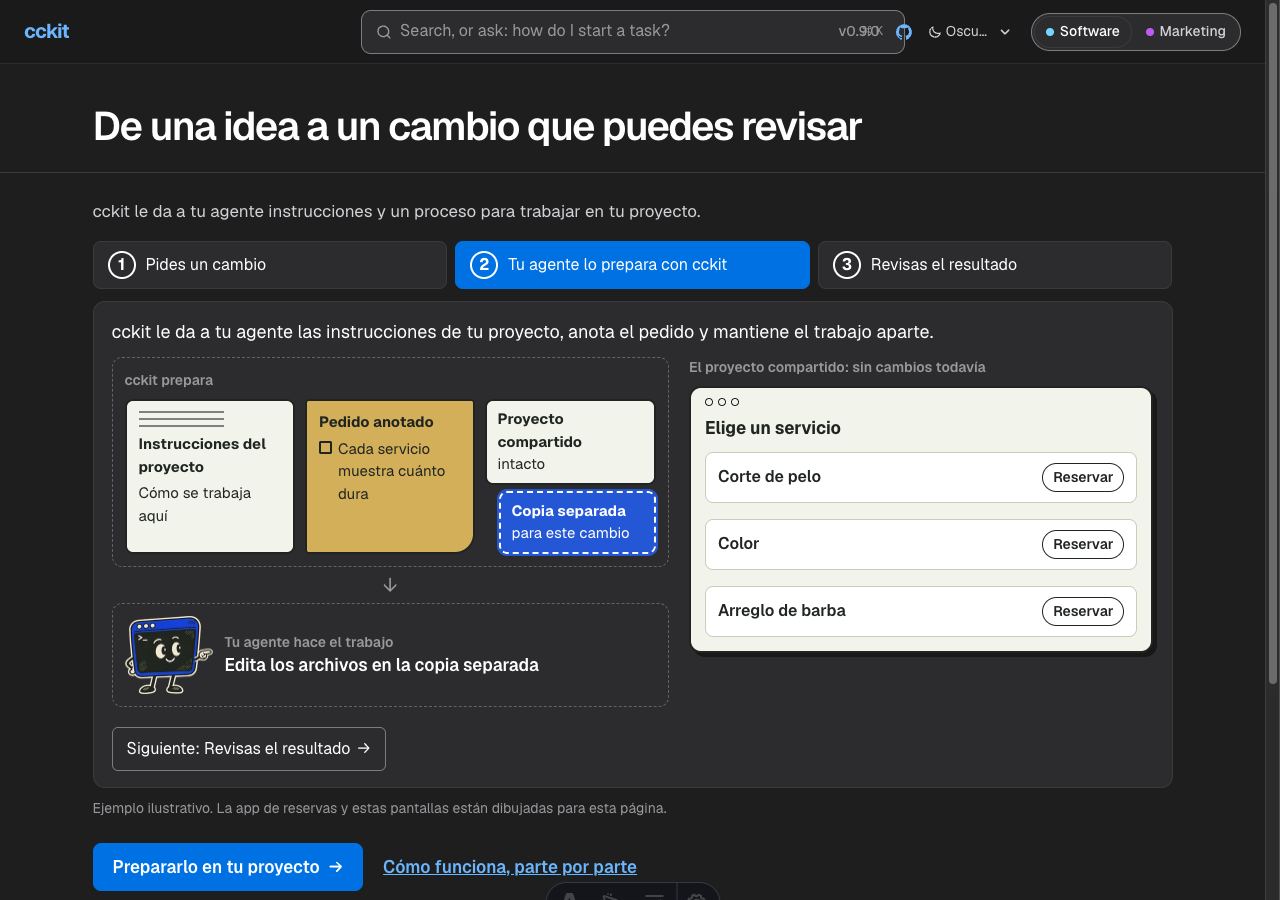 cckit
Search, or ask: how do I start a task?
v0.9.0
Oscu...
Software
Marketing
De una idea a un cambio que puedes revisar
cckit le da a tu agente instrucciones y un proceso para trabajar en tu proyecto.
1 Pides un cambio
2 Tu agente lo prepara con cckit
3 Revisas el resultado
cckit le da a tu agente las instrucciones de tu proyecto, anota el pedido y mantiene el trabajo aparte.
cckit prepara
Instrucciones del
proyecto
Cómo se trabaja
aquí
Pedido anotado
Cada servicio
muestra cuánto
dura
Proyecto
compartido
intacto
Copia separada
para este cambio
Tu agente hace el trabajo
Edita los archivos en la copia separada
El proyecto compartido: sin cambios todavía
Elige un servicio
Corte de pelo
Reservar
Color
Reservar
Arreglo de barba
Reservar
Siguiente: Revisas el resultado →
Ejemplo ilustrativo. La app de reservas y estas pantallas están dibujadas para esta página.
Prepararlo en tu proyecto →
Cómo funciona, parte por parte